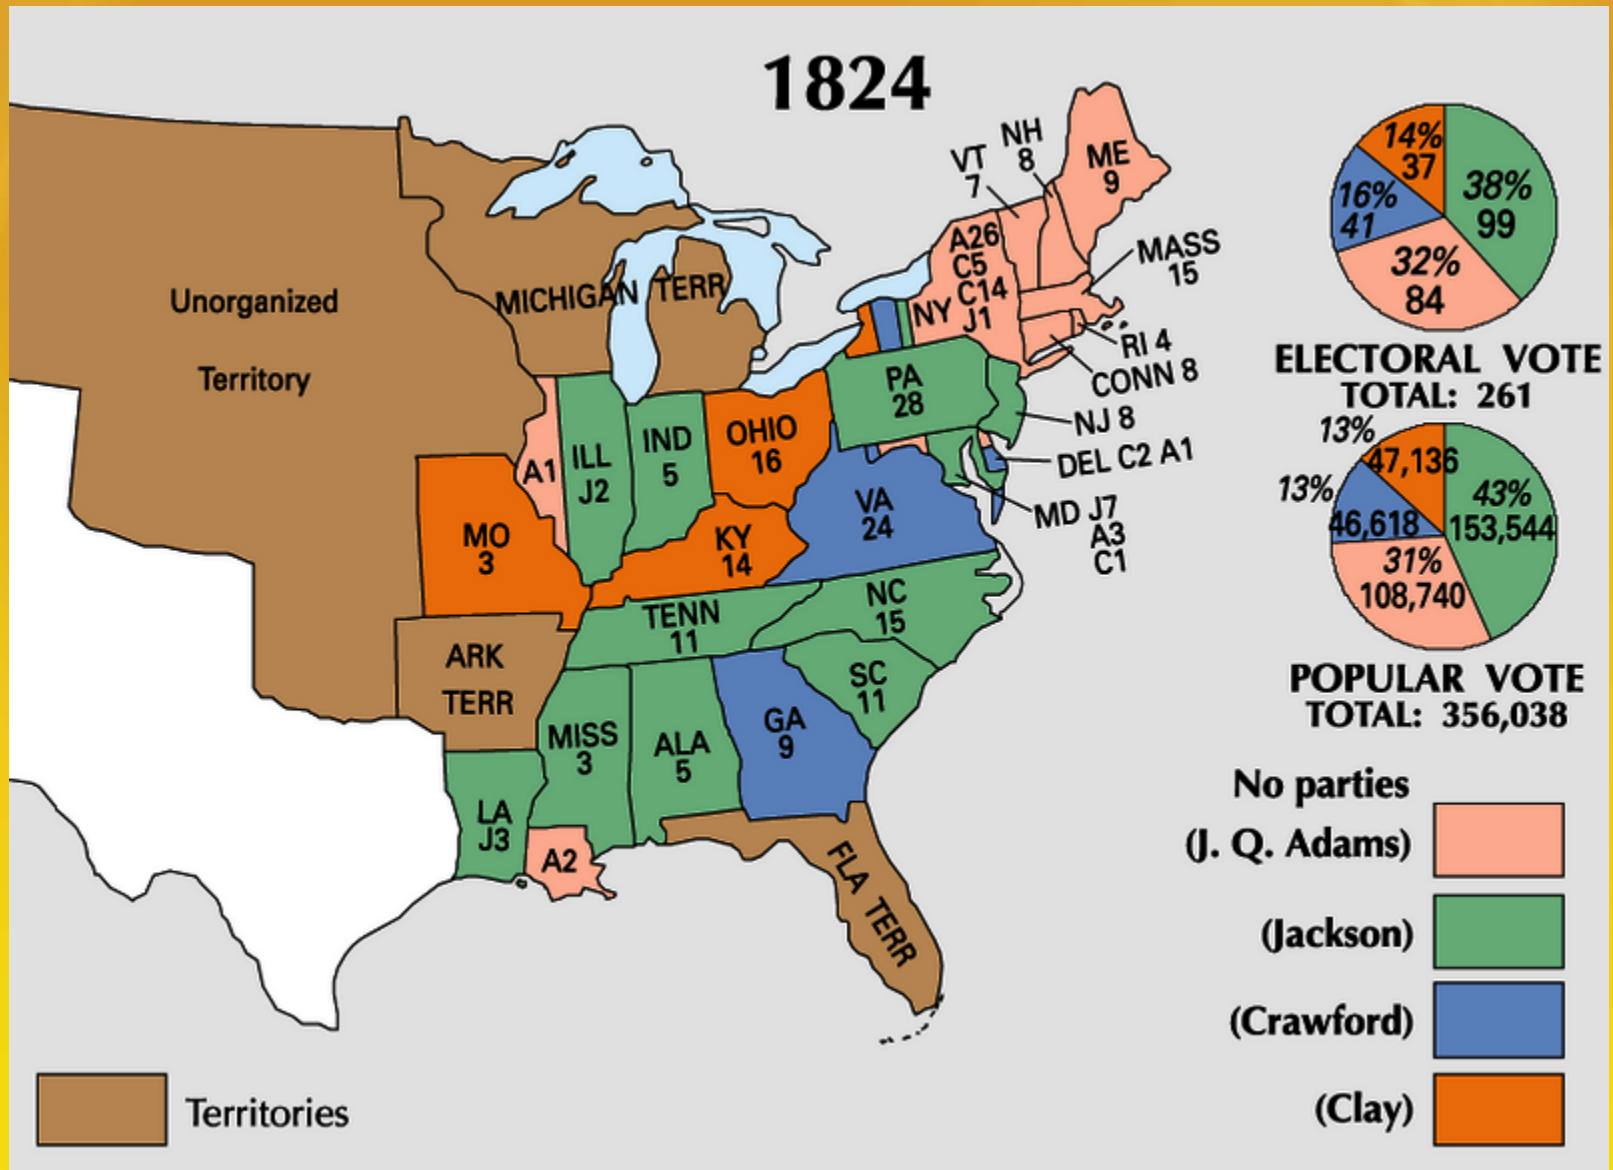 1824
Unorganized
Territory
MICHIGAN TERR
VT
7
NH
8
ME
9
MASS
15
RI 4
CONN 8
NJ 8
DEL C2 A1
MD J7
A3
C1
A26
C5
C14
NY
J1
PA
28
OHIO
16
IND
5
ILL
J2
A1
MO
3
KY
14
VA
24
TENN
11
NC
15
SC
11
GA
9
ALA
5
MISS
3
ARK
TERR
LA
J3
A2
FLA TERR
14%
37
38%
99
16%
41
32%
84
ELECTORAL VOTE
TOTAL: 261
13%
47,136
43%
153,544
13%
46,618
31%
108,740
POPULAR VOTE
TOTAL: 356,038
No parties
(J. Q. Adams)
(Jackson)
(Crawford)
(Clay)
Territories